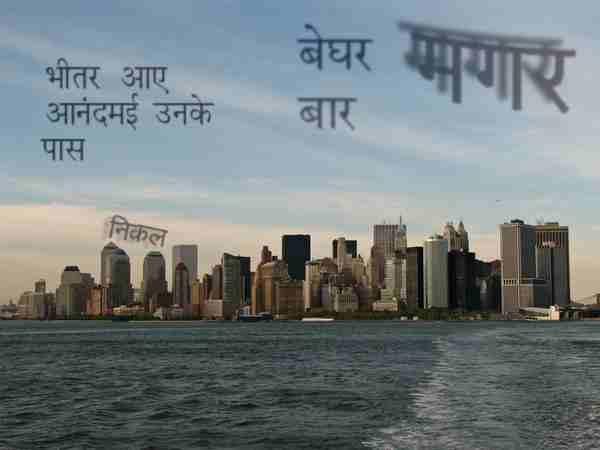 भीतर आए
आनंदमई उनके
पास
बेघर
बार
निकल